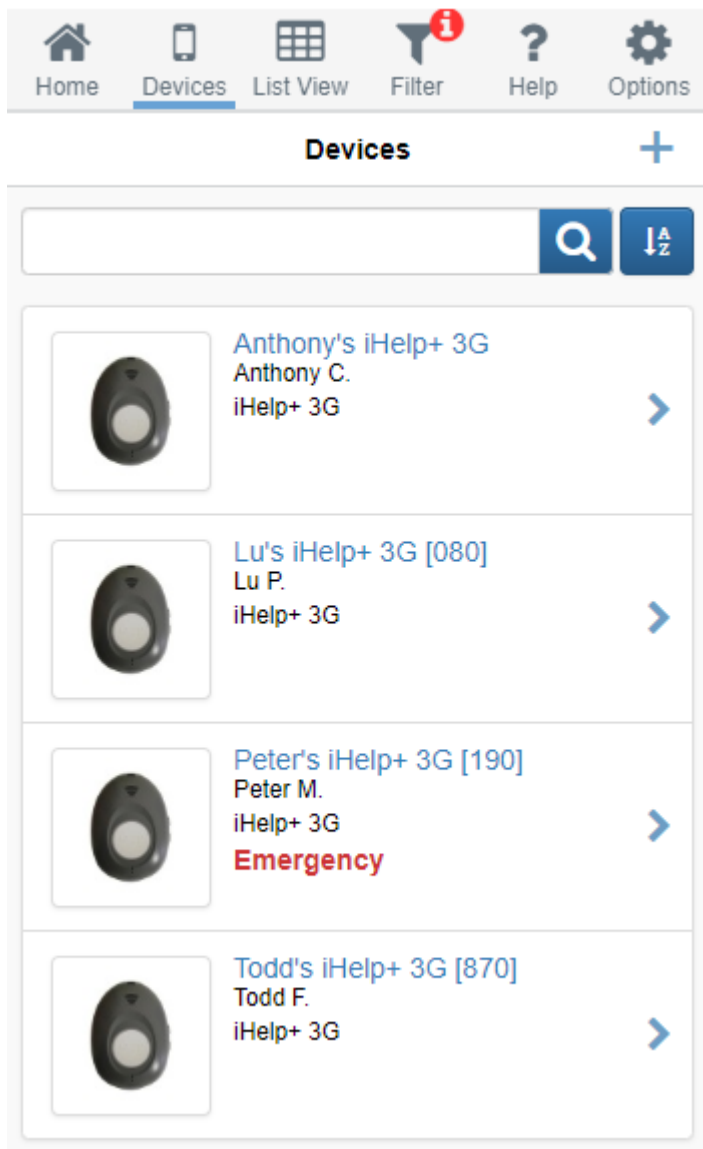 Home Devices List View Filter Help Options
Devices
Anthony's iHelp+ 3G
Anthony C.
iHelp+ 3G
Lu's iHelp+ 3G [080]
Lu P.
iHelp+ 3G
Peter's iHelp+ 3G [190]
Peter M.
iHelp+ 3G
Emergency
Todd's iHelp+ 3G [870]
Todd F.
iHelp+ 3G